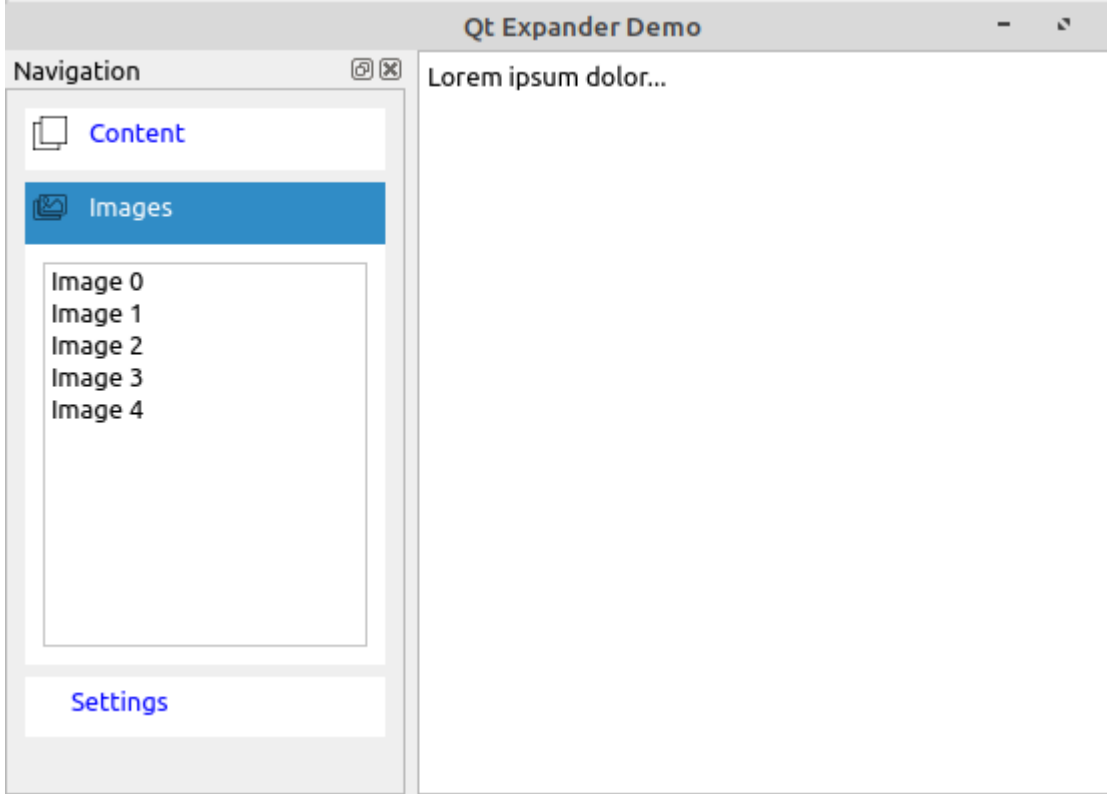 Qt Expander Demo
Navigation
Content
Images
Image 0
Image 1
Image 2
Image 3
Image 4
Settings
Lorem ipsum dolor...